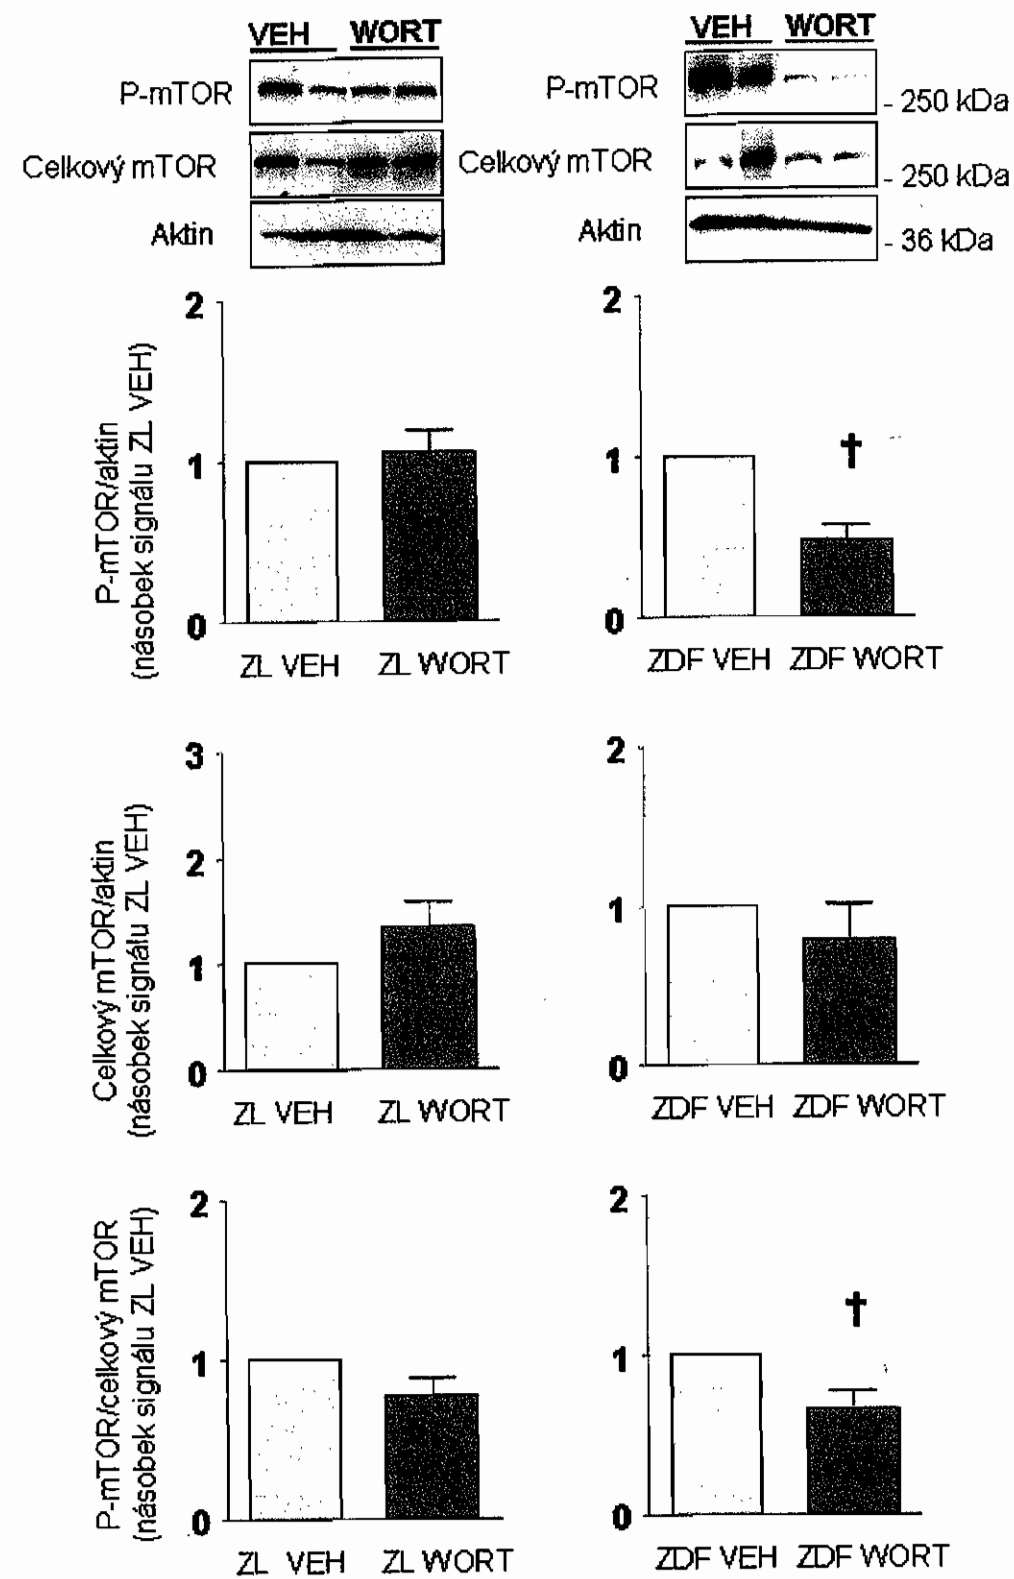 VEH WORT
P-mTOR
Celkový mTOR
Aktin
VEH WORT
P-mTOR
- 250 kDa
Celkový mTOR
- 250 kDa
Aktin
- 36 kDa
P-mTOR/aktin
(násobek signálu ZL VEH)
2
1
0
ZL VEH ZL WORT
2
1
0
†
ZDF VEH ZDF WORT
Celkový mTOR/aktin
(násobek signálu ZL VEH)
3
2
1
0
ZL VEH ZL WORT
2
1
0
ZDF VEH ZDF WORT
P-mTOR/celkový mTOR
(násobek signálu ZL VEH)
2
1
0
ZL VEH ZL WORT
2
1
0
†
ZDF VEH ZDF WORT